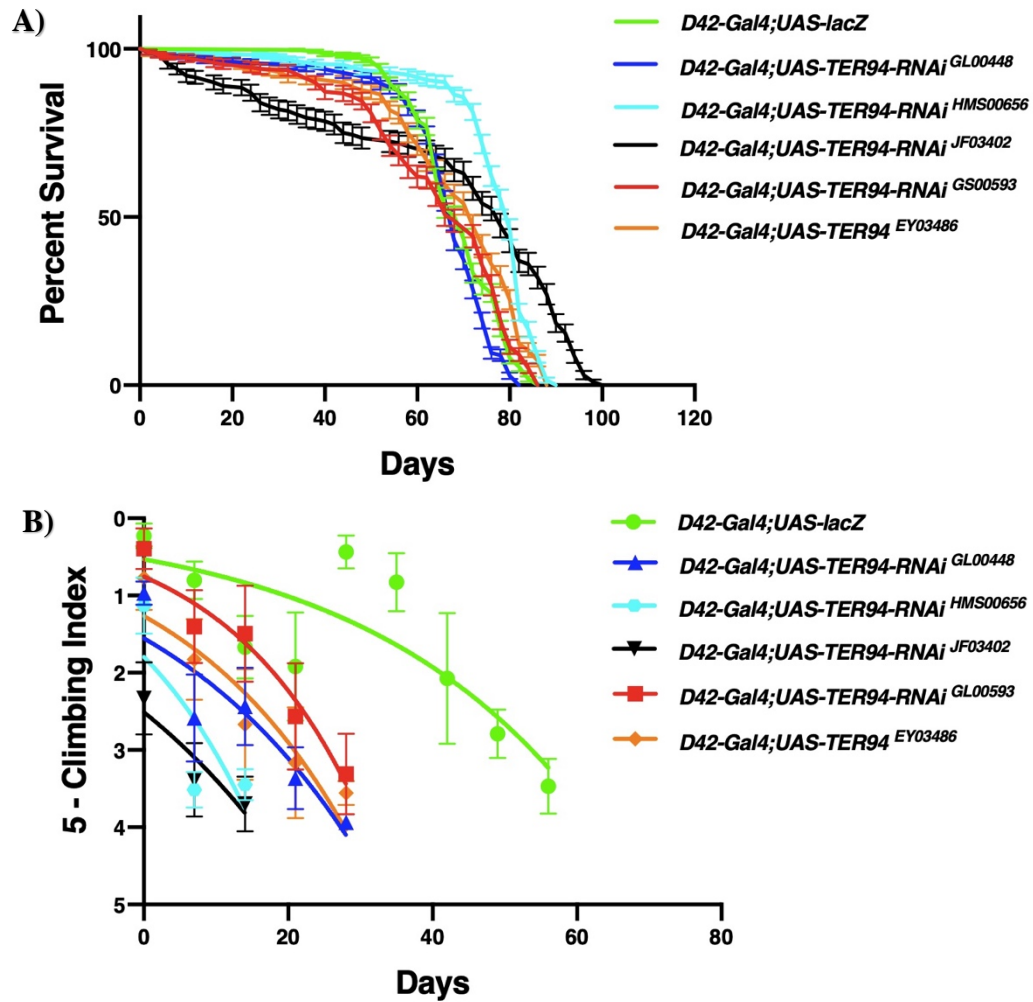 A)
100
50
0
Percent Survival
0 20 40 60 80 100 120
Days
D42-Gal4;UAS-lacZ
D42-Gal4;UAS-TER94-RNAi GL00448
D42-Gal4;UAS-TER94-RNAi HMS00656
D42-Gal4;UAS-TER94-RNAi JF03402
D42-Gal4;UAS-TER94-RNAi GS00593
D42-Gal4;UAS-TER94 EY03486
B)
0
1
2
3
4
5
5 - Climbing Index
0 20 40 60 80
Days
D42-Gal4;UAS-lacZ
D42-Gal4;UAS-TER94-RNAi GL00448
D42-Gal4;UAS-TER94-RNAi HMS00656
D42-Gal4;UAS-TER94-RNAi JF03402
D42-Gal4;UAS-TER94-RNAi GL00593
D42-Gal4;UAS-TER94 EY03486